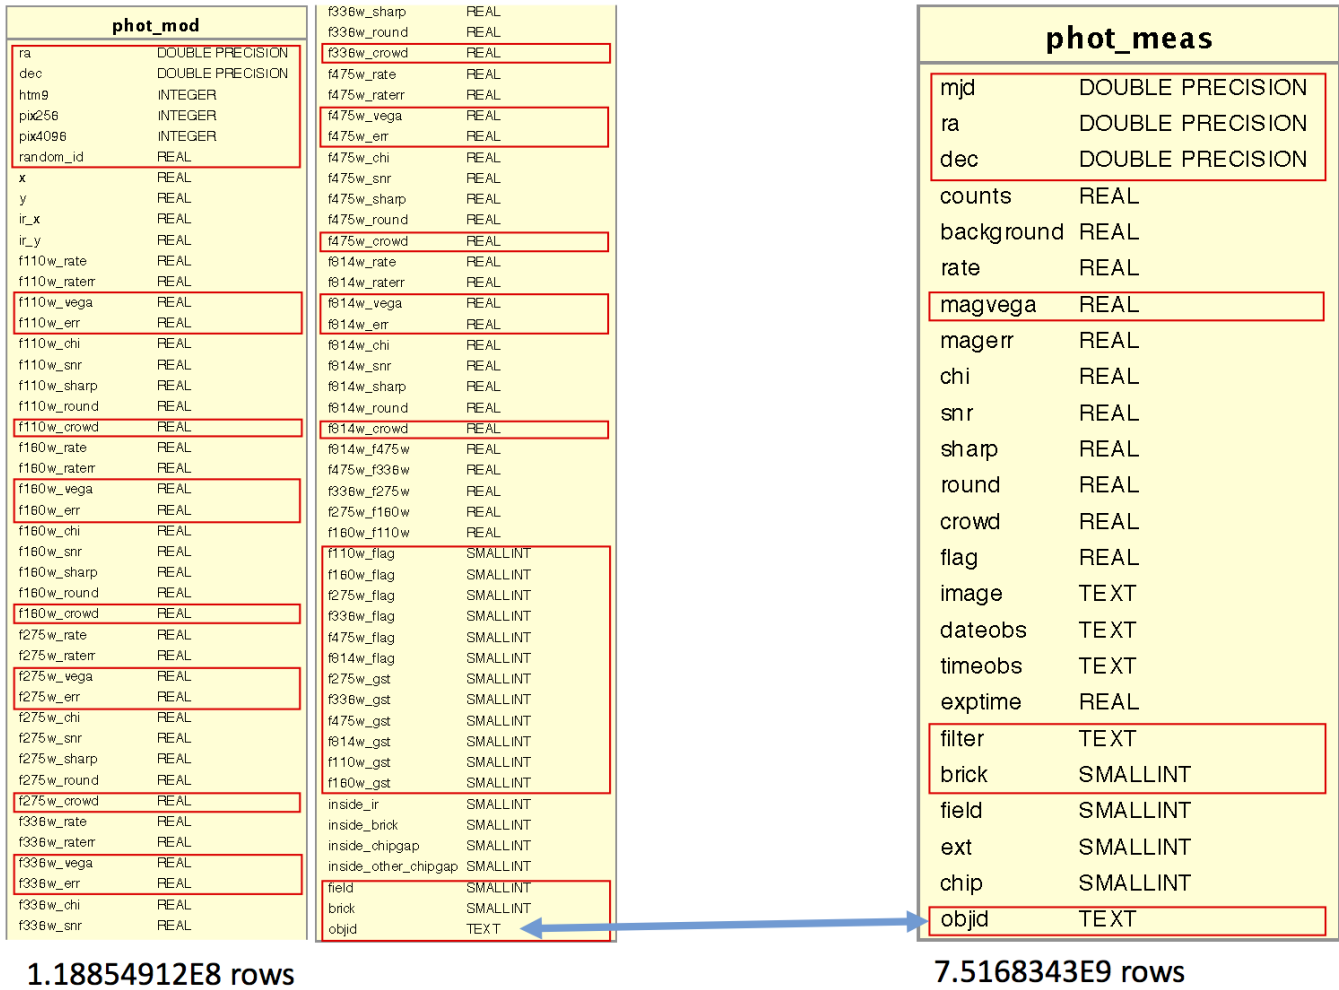 phot_mod
ra DOUBLE PRECISION
dec DOUBLE PRECISION
htm9 INTEGER
pix256 INTEGER
pix4096 INTEGER
random_id REAL
x REAL
y REAL
ir_x REAL
ir_y REAL
f110w_rate REAL
f110w_raterr REAL
f110w_vega REAL
f110w_err REAL
f110w_chi REAL
f110w_snr REAL
f110w_sharp REAL
f110w_round REAL
f110w_crowd REAL
f160w_rate REAL
f160w_raterr REAL
f160w_vega REAL
f160w_err REAL
f160w_chi REAL
f160w_snr REAL
f160w_sharp REAL
f160w_round REAL
f160w_crowd REAL
f275w_rate REAL
f275w_raterr REAL
f275w_vega REAL
f275w_err REAL
f275w_chi REAL
f275w_snr REAL
f275w_sharp REAL
f275w_round REAL
f275w_crowd REAL
f336w_rate REAL
f336w_raterr REAL
f336w_vega REAL
f336w_err REAL
f336w_chi REAL
f336w_snr REAL
f336w_sharp REAL
f336w_round REAL
f336w_crowd REAL
f475w_rate REAL
f475w_raterr REAL
f475w_vega REAL
f475w_err REAL
f475w_chi REAL
f475w_snr REAL
f475w_sharp REAL
f475w_round REAL
f475w_crowd REAL
f814w_rate REAL
f814w_raterr REAL
f814w_vega REAL
f814w_err REAL
f814w_chi REAL
f814w_snr REAL
f814w_sharp REAL
f814w_round REAL
f814w_crowd REAL
f814w_f475w REAL
f475w_f336w REAL
f336w_f275w REAL
f275w_f160w REAL
f160w_f110w REAL
f110w_flag SMALLINT
f160w_flag SMALLINT
f275w_flag SMALLINT
f336w_flag SMALLINT
f475w_flag SMALLINT
f814w_flag SMALLINT
f275w_gst SMALLINT
f336w_gst SMALLINT
f475w_gst SMALLINT
f814w_gst SMALLINT
f110w_gst SMALLINT
f160w_gst SMALLINT
inside_ir SMALLINT
inside_brick SMALLINT
inside_chipgap SMALLINT
inside_other_chipgap SMALLINT
field SMALLINT
brick SMALLINT
objid TEXT
1.18854912E8 rows
phot_meas
mjd DOUBLE PRECISION
ra DOUBLE PRECISION
dec DOUBLE PRECISION
counts REAL
background REAL
rate REAL
magvega REAL
magerr REAL
chi REAL
snr REAL
sharp REAL
round REAL
crowd REAL
flag REAL
image TEXT
dateobs TEXT
timeobs TEXT
exptime REAL
filter TEXT
brick SMALLINT
field SMALLINT
ext SMALLINT
chip SMALLINT
objid TEXT
7.5168343E9 rows